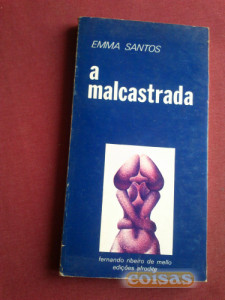 EMMA SANTOS
a
malcastrada
fernando ribeiro de mello
edições afrodite
coisas